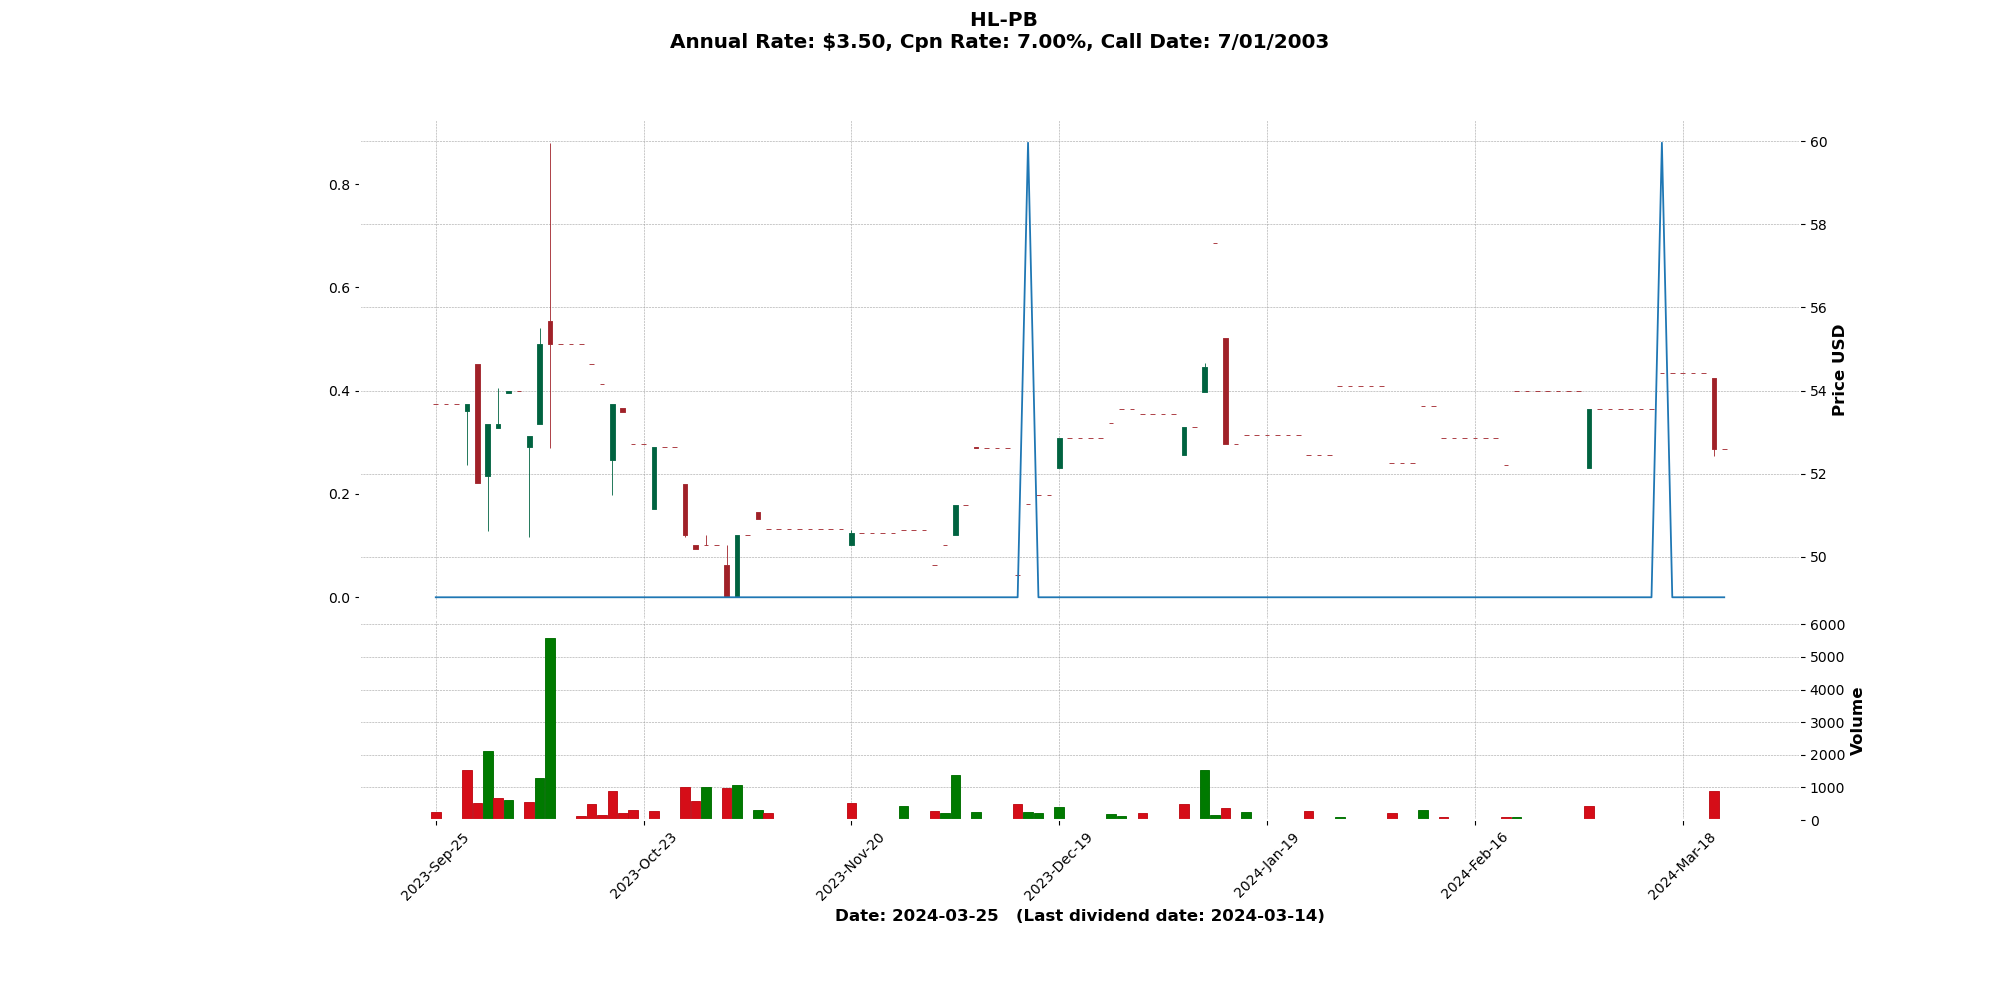 HL-PB
Annual Rate: $3.50, Cpn Rate: 7.00%, Call Date: 7/01/2003
0.8
0.6
0.4
0.2
0.0
60
58
56
54
52
50
Price USD
6000
5000
4000
3000
2000
1000
0
Volume
2023-Sep-25
2023-Oct-23
2023-Nov-20
2023-Dec-19
2024-Jan-19
2024-Feb-16
2024-Mar-18
Date: 2024-03-25 (Last dividend date: 2024-03-14)